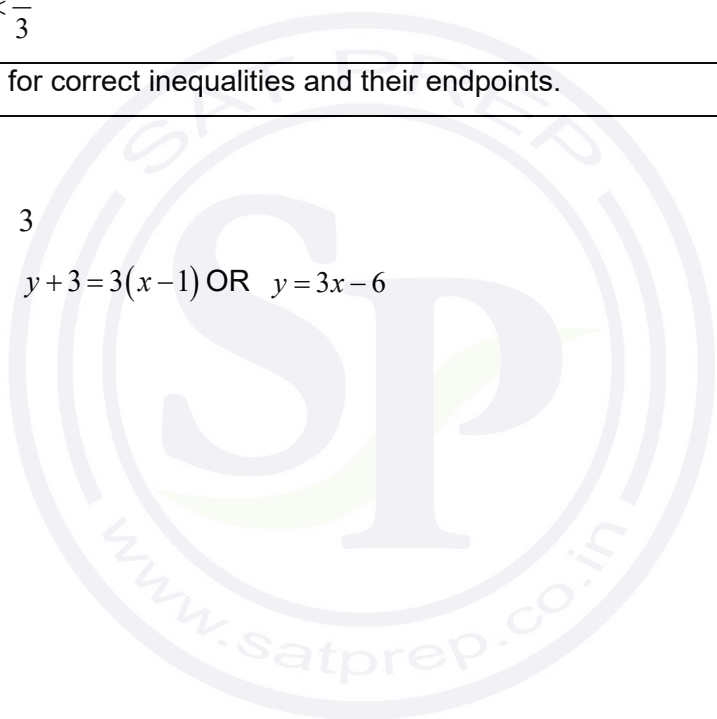 < — 3
for correct inequalities and their endpoints.
3
y + 3 = 3(x − 1) OR y = 3x − 6
SAT PREP
SP
www.satprep.co.in